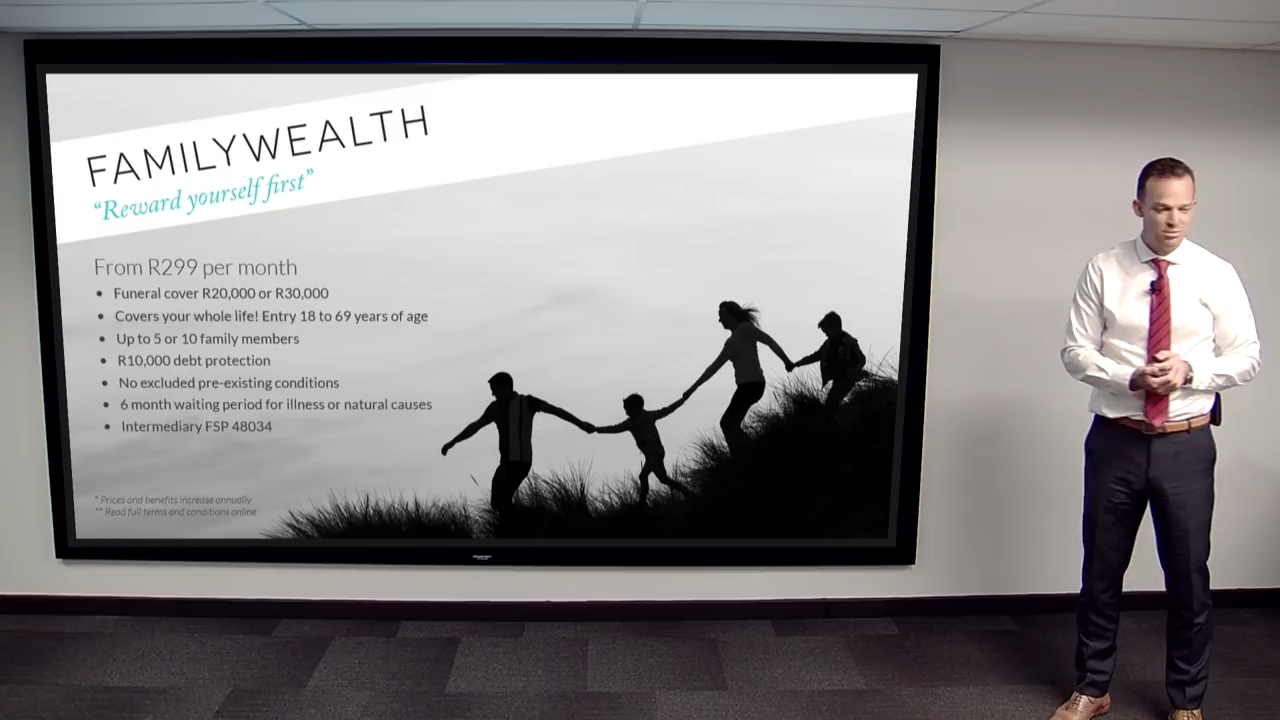 FAMILYWEALTH
“Reward yourself first”
From R299 per month
• Funeral cover R20,000 or R30,000
• Covers your whole life! Entry 18 to 69 years of age
• Up to 5 or 10 family members
• R10,000 debt protection
• No excluded pre-existing conditions
• 6 month waiting period for illness or natural causes
• Intermediary FSP 48034
* Prices and benefits increase annually
** Read full terms and conditions online